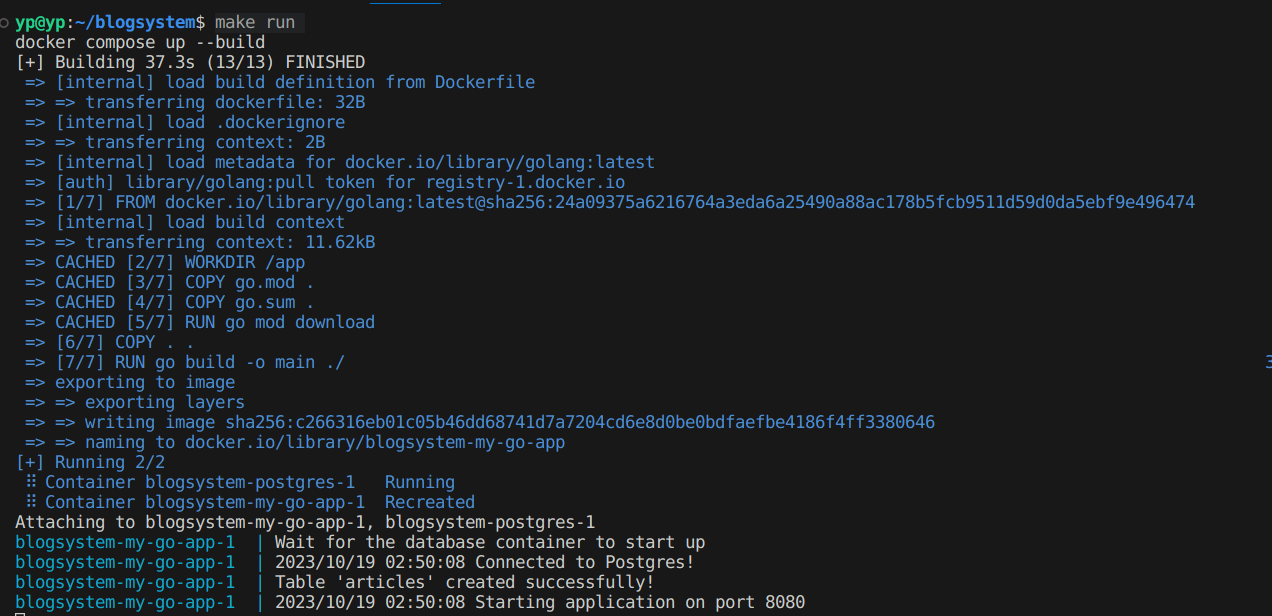 yp@yp:~/blogsystem$ make run
docker compose up --build
[+] Building 37.3s (13/13) FINISHED
=> [internal] load build definition from Dockerfile
=> => transferring dockerfile: 32B
=> [internal] load .dockerignore
=> => transferring context: 2B
=> [internal] load metadata for docker.io/library/golang:latest
=> [auth] library/golang:pull token for registry-1.docker.io
=> [1/7] FROM docker.io/library/golang:latest@sha256:24a09375a6216764a3eda6a25490a88ac178b5fcb9511d59d0da5ebf9e496474
=> [internal] load build context
=> => transferring context: 11.62kB
=> CACHED [2/7] WORKDIR /app
=> CACHED [3/7] COPY go.mod .
=> CACHED [4/7] COPY go.sum .
=> CACHED [5/7] RUN go mod download
=> [6/7] COPY . .
=> [7/7] RUN go build -o main ./ 3
=> exporting to image
=> => exporting layers
=> => writing image sha256:c266316eb01c05b46dd68741d7a7204cd6e8d0be0bdfaefbe4186f4ff3380646
=> => naming to docker.io/library/blogsystem-my-go-app
[+] Running 2/2
⠿ Container blogsystem-postgres-1 Running
⠿ Container blogsystem-my-go-app-1 Recreated
Attaching to blogsystem-my-go-app-1, blogsystem-postgres-1
blogsystem-my-go-app-1 | Wait for the database container to start up
blogsystem-my-go-app-1 | 2023/10/19 02:50:08 Connected to Postgres!
blogsystem-my-go-app-1 | Table 'articles' created successfully!
blogsystem-my-go-app-1 | 2023/10/19 02:50:08 Starting application on port 8080